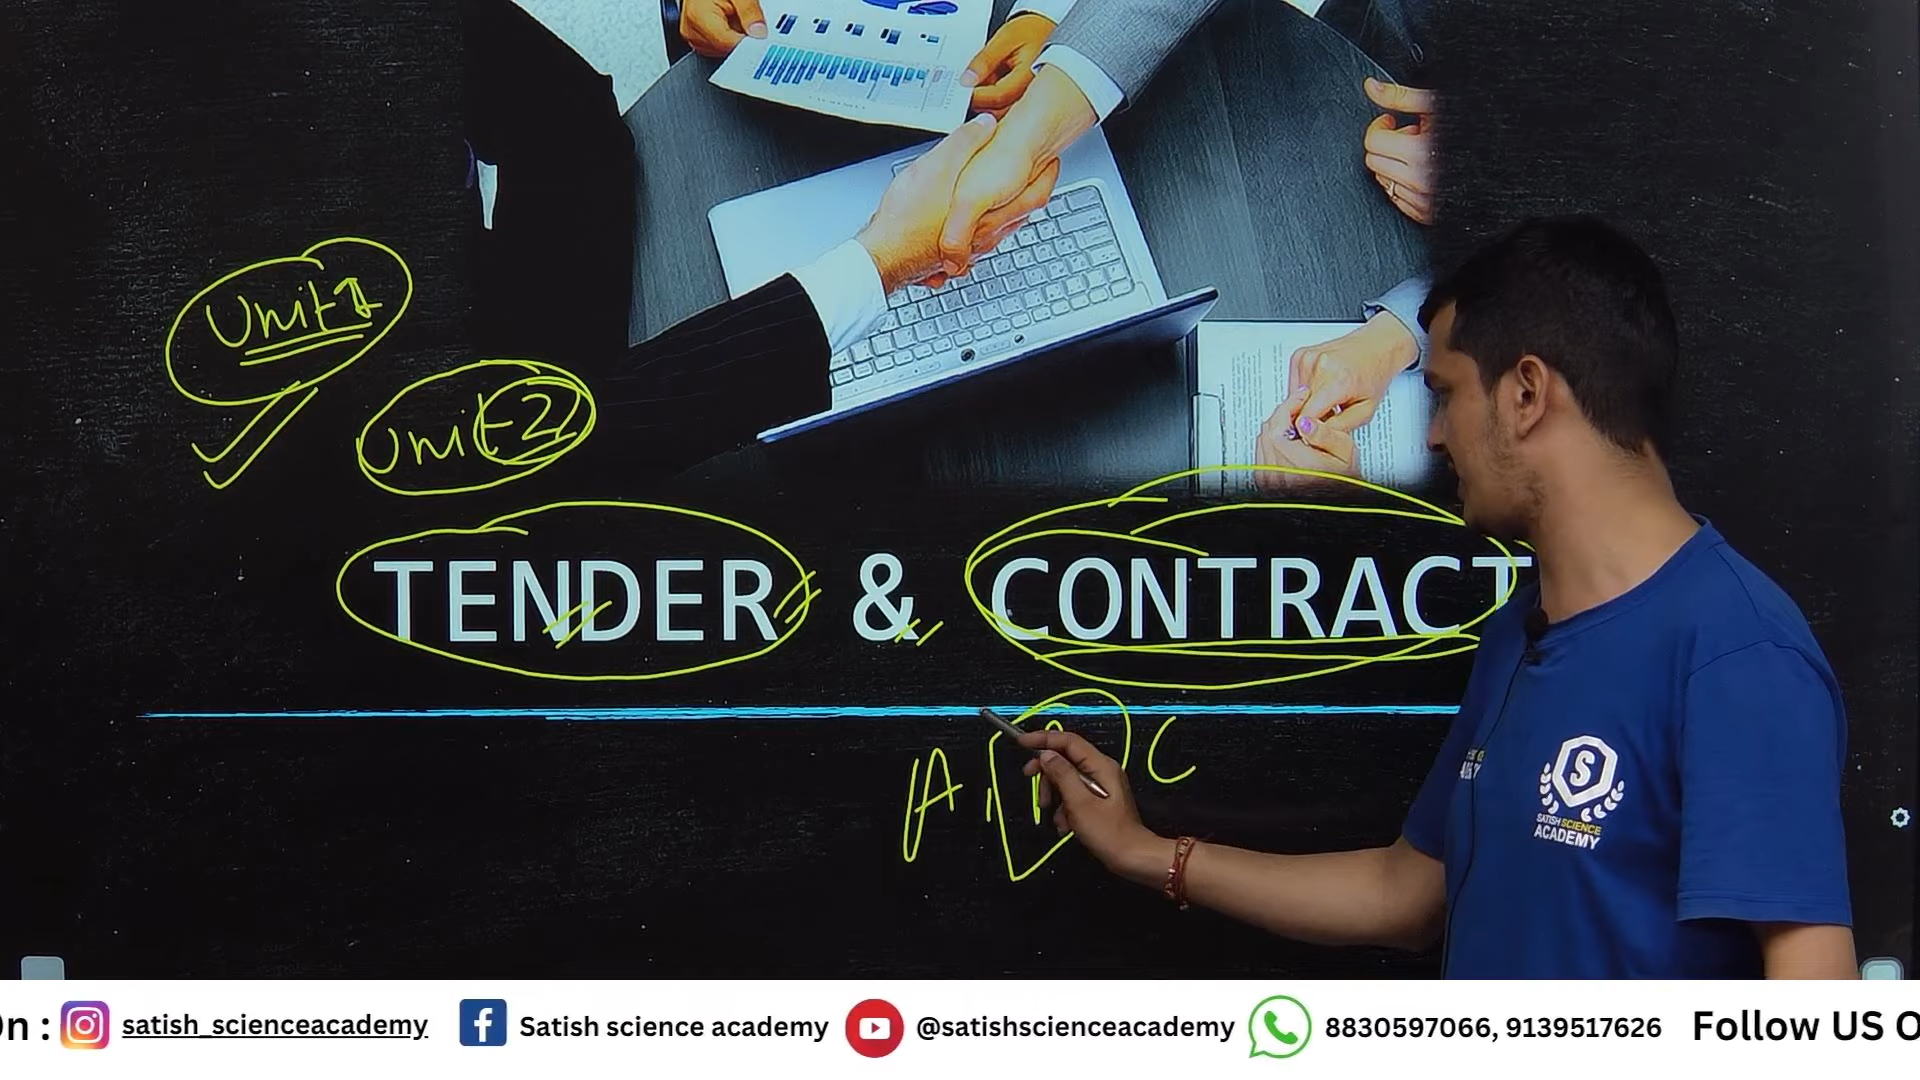 Unit 1
Unit-2
TENDER & CONTRACT
A, B C
S
SATISH SCIENCE
ACADEMY
On : satish_scienceacademy Satish science academy @satishscienceacademy 8830597066, 9139517626 Follow US O